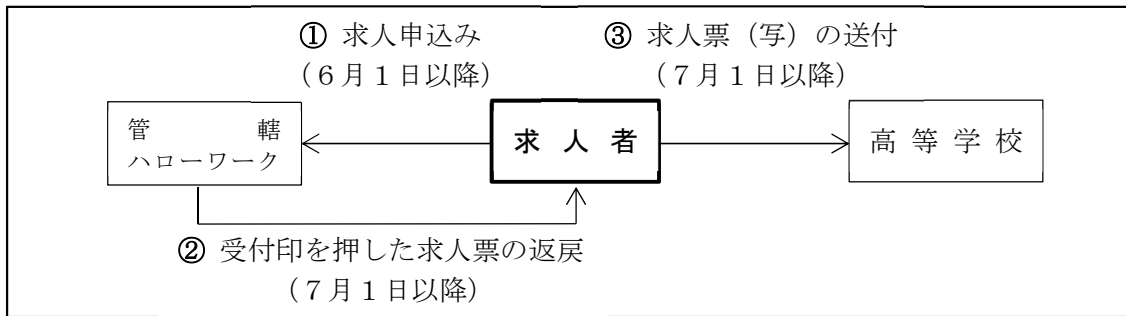 ① 求人申込み
（６月１日以降）
③ 求人票（写）の送付
（７月１日以降）
管　　　轄
ハローワーク
求 人 者
高 等 学 校
② 受付印を押した求人票の返戻
（７月１日以降）